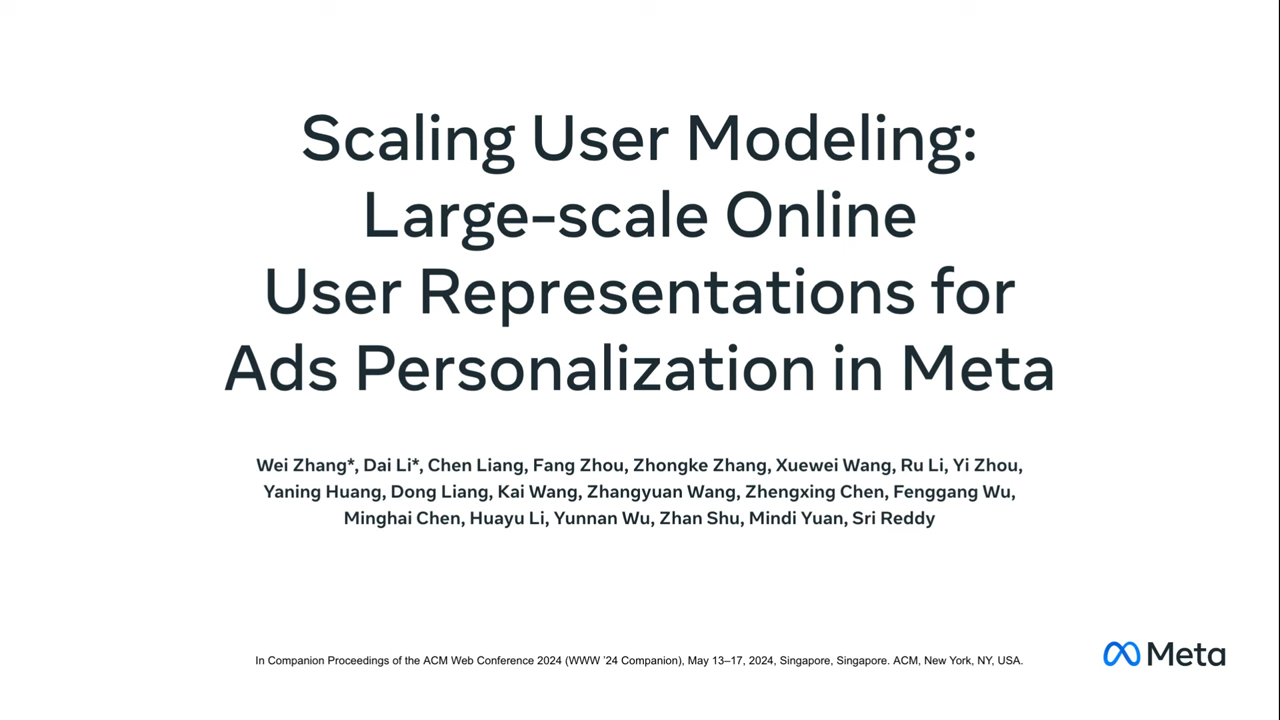 Scaling User Modeling:
Large-scale Online
User Representations for
Ads Personalization in Meta
Wei Zhang*, Dai Li*, Chen Liang, Fang Zhou, Zhongke Zhang, Xuewei Wang, Ru Li, Yi Zhou,
Yaning Huang, Dong Liang, Kai Wang, Zhangyuan Wang, Zhengxing Chen, Fenggang Wu,
Minghai Chen, Huayu Li, Yunnan Wu, Zhan Shu, Mindi Yuan, Sri Reddy
In Companion Proceedings of the ACM Web Conference 2024 (WWW ’24 Companion), May 13–17, 2024, Singapore, Singapore. ACM, New York, NY, USA.
Meta